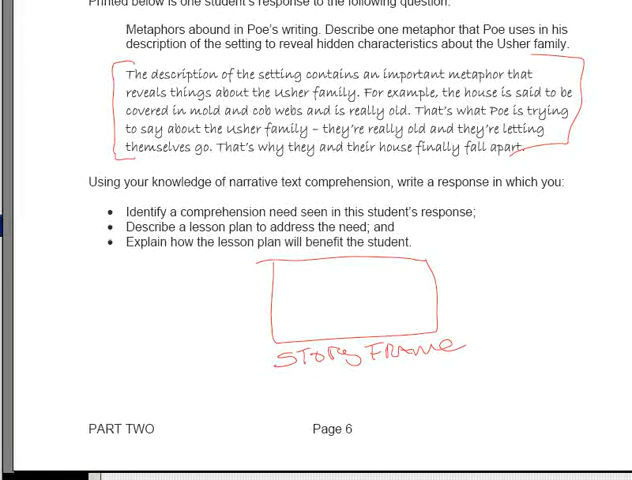 Printed below is one student's response to the following question:
Metaphors abound in Poe's writing. Describe one metaphor that Poe uses in his
description of the setting to reveal hidden characteristics about the Usher family.
The description of the setting contains an important metaphor that
reveals things about the Usher family. For example, the house is said to be
covered in mold and cob webs and is really old. That's what Poe is trying
to say about the Usher family – they're really old and they're letting
themselves go. That's why they and their house finally fall apart.
Using your knowledge of narrative text comprehension, write a response in which you:
• Identify a comprehension need seen in this student's response;
• Describe a lesson plan to address the need; and
• Explain how the lesson plan will benefit the student.
STORY FRAME
PART TWO Page 6